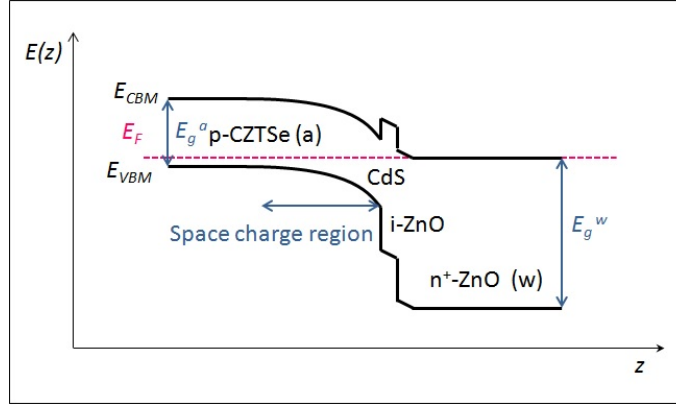 E(z)
E_CBM
E_F
E_g^a p-CZTSe (a)
E_VBM
CdS
Space charge region
i-ZnO
E_g^w
n⁺-ZnO (w)
z